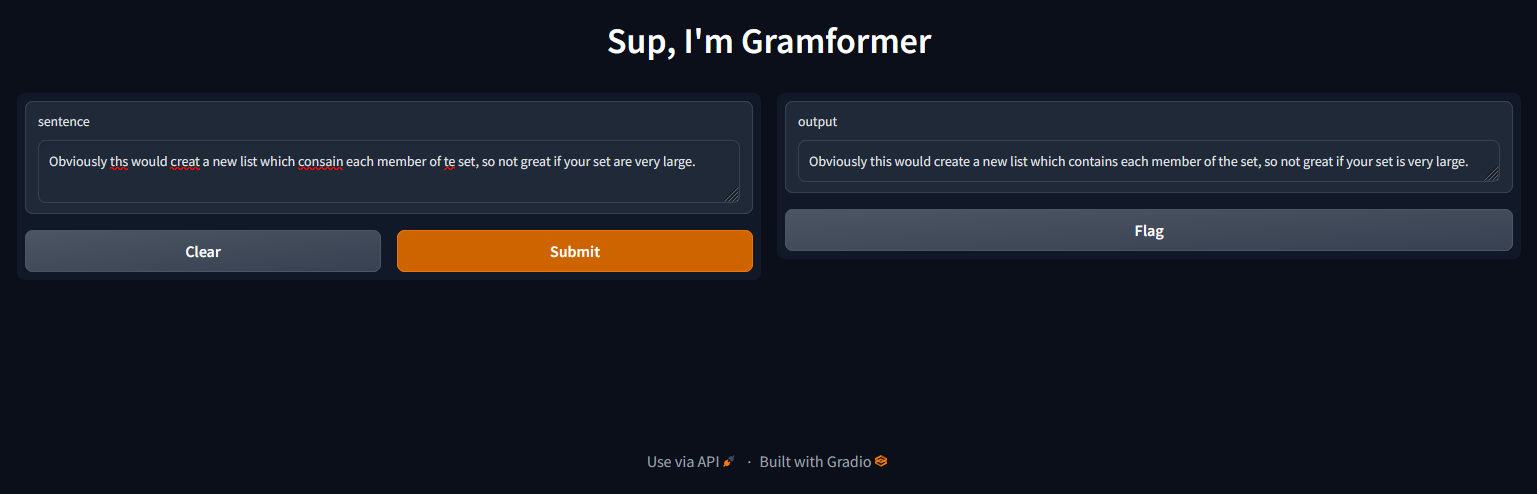 Sup, I'm Gramformer
sentence
Obviously ths would creat a new list which consain each member of te set, so not great if your set are very large.
Clear
Submit
output
Obviously this would create a new list which contains each member of the set, so not great if your set is very large.
Flag
Use via API · Built with Gradio